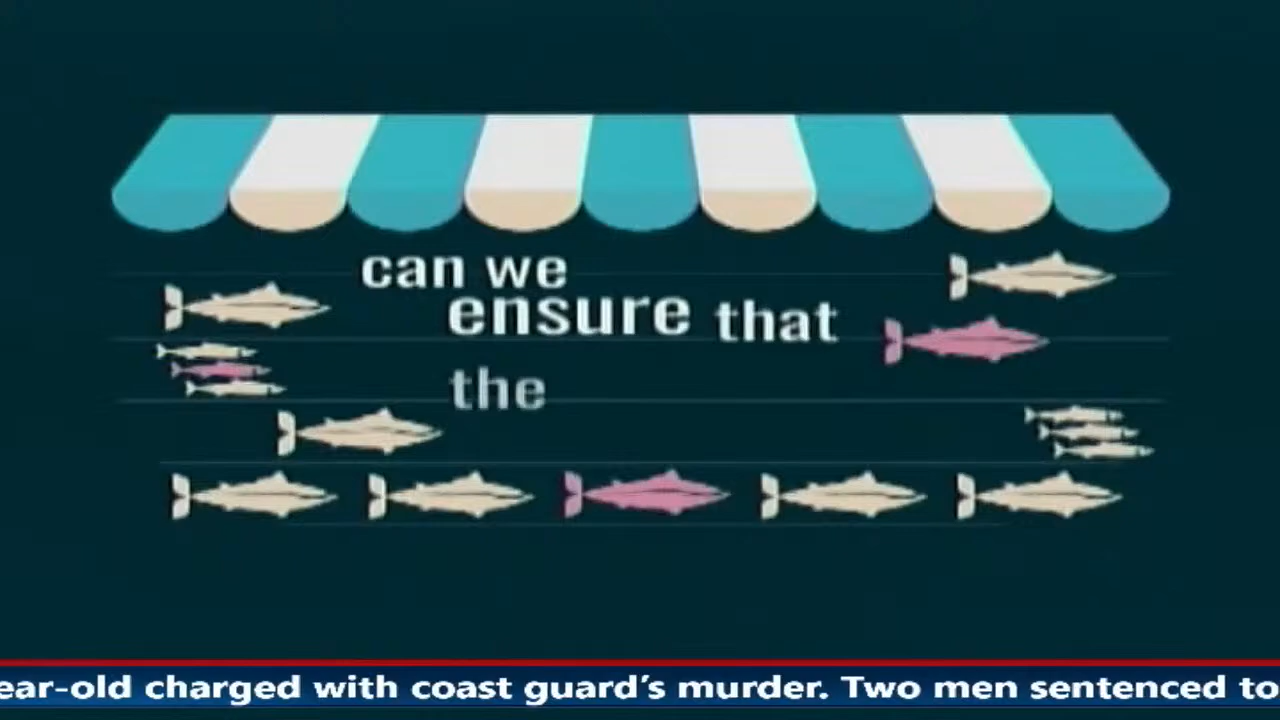 can we
ensure that
the
ear-old charged with coast guard's murder. Two men sentenced to